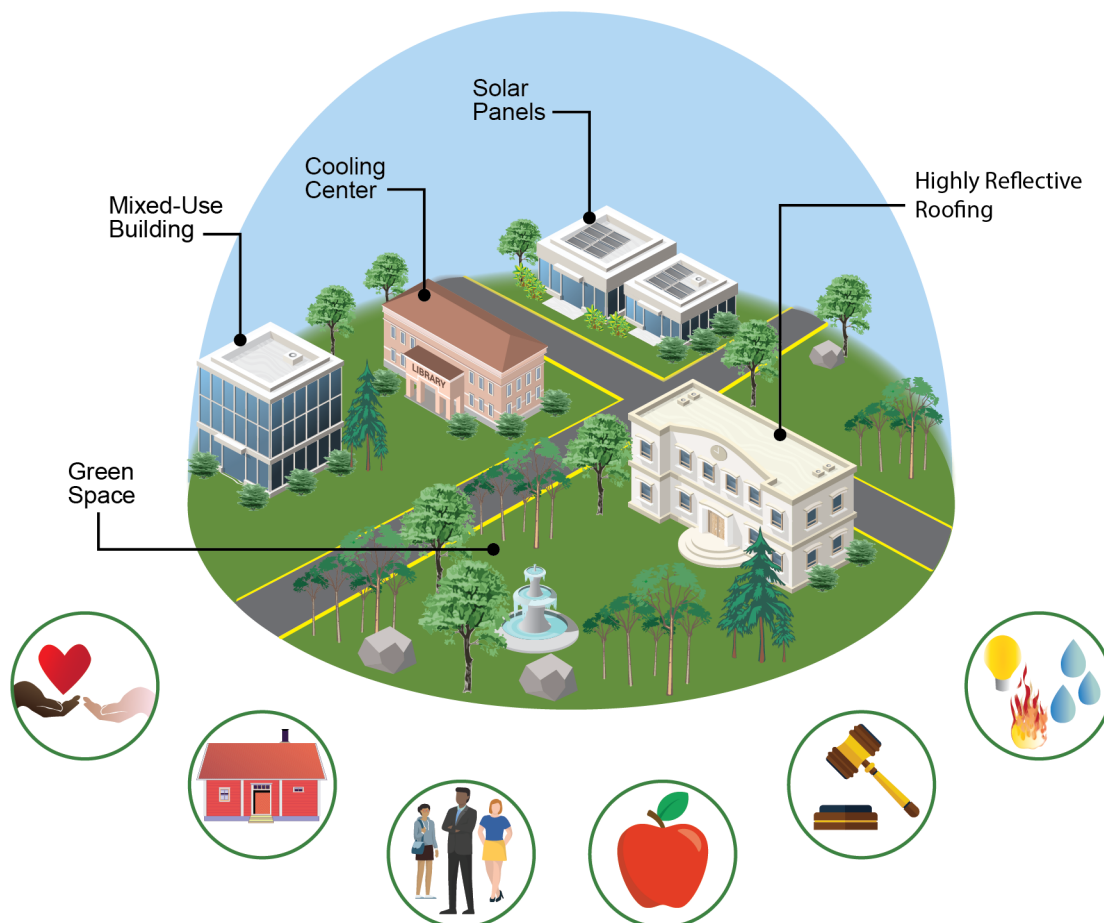 Solar
Panels
Cooling
Center
Highly Reflective
Roofing
Mixed-Use
Building
LIBRARY
Green
Space